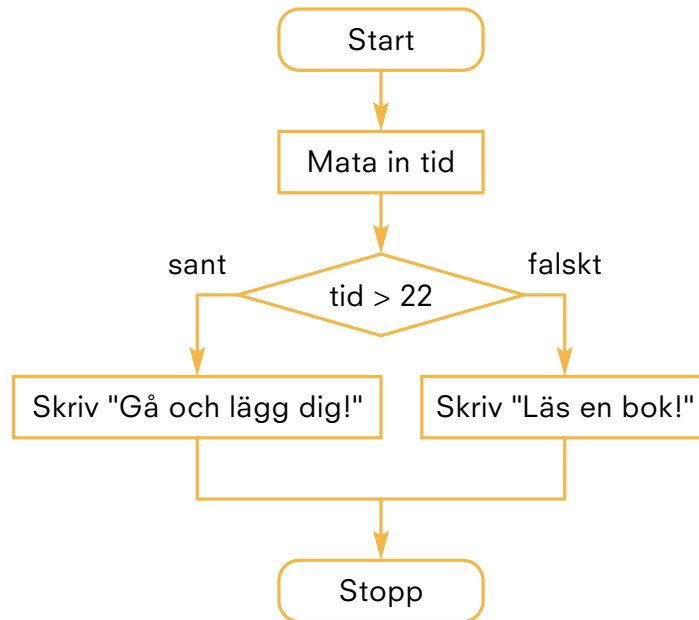 Start
Mata in tid
sant
falskt
tid > 22
Skriv "Gå och lägg dig!"
Skriv "Läs en bok!"
Stopp